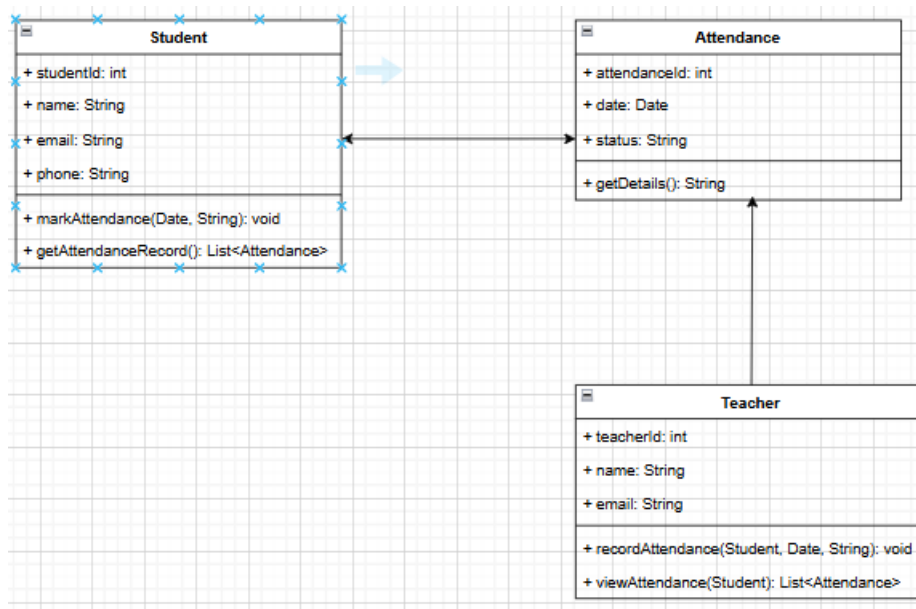 Student
+ studentId: int
+ name: String
+ email: String
+ phone: String
+ markAttendance(Date, String): void
+ getAttendanceRecord(): List<Attendance>
Attendance
+ attendanceId: int
+ date: Date
+ status: String
+ getDetails(): String
Teacher
+ teacherId: int
+ name: String
+ email: String
+ recordAttendance(Student, Date, String): void
+ viewAttendance(Student): List<Attendance>